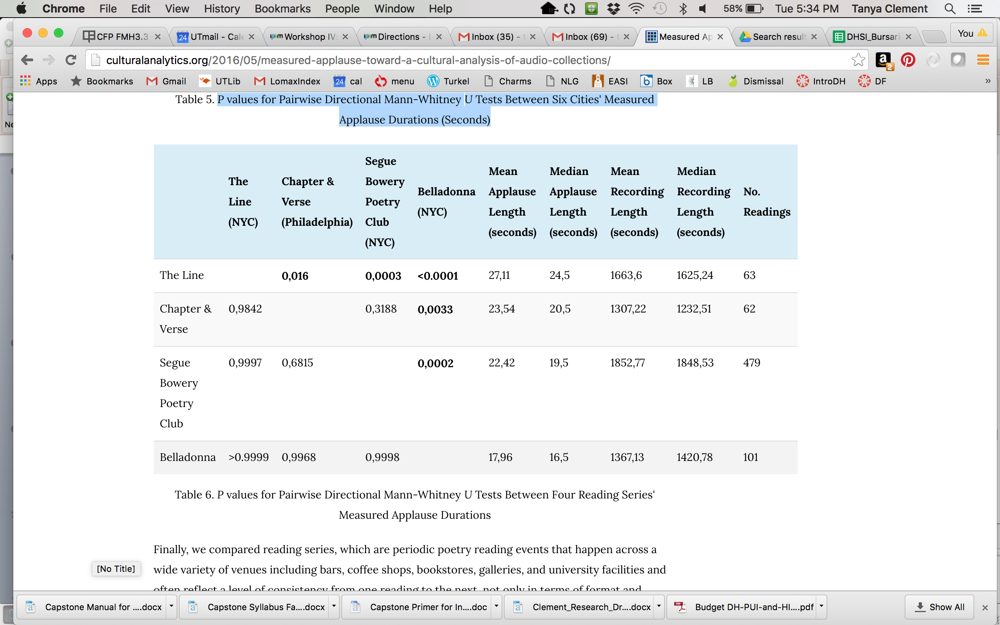 Chrome File Edit View History Bookmarks People Window Help 58% Tue 5:34 PM Tanya Clement
CFP FMH3.3 24 UTmail - Cale ipam Workshop IV: ipam Directions - Inbox (35) - Inbox (69) - Measured Ap Search result DHSI_Bursari You
culturalanalytics.org/2016/05/measured-applause-toward-a-cultural-analysis-of-audio-collections/ a 2
Apps Bookmarks Gmail UTLib LomaxIndex 24 cal menu Turkel Charms NLG EASI Box LB Dismissal IntroDH DF »
Ne
Table 5. P values for Pairwise Directional Mann-Whitney U Tests Between Six Cities' Measured
Applause Durations (Seconds)
The Line (NYC) Chapter & Verse (Philadelphia) Segue Bowery Poetry Club (NYC) Belladonna (NYC) Mean Applause Length (seconds) Median Applause Length (seconds) Mean Recording Length (seconds) Median Recording Length (seconds) No. Readings
The Line 0,016 0,0003 <0.0001 27,11 24,5 1663,6 1625,24 63
Chapter & Verse 0,9842 0,3188 0,0033 23,54 20,5 1307,22 1232,51 62
Segue Bowery Poetry Club 0,9997 0,6815 0,0002 22,42 19,5 1852,77 1848,53 479
Belladonna >0.9999 0,9968 0,9998 17,96 16,5 1367,13 1420,78 101
Table 6. P values for Pairwise Directional Mann-Whitney U Tests Between Four Reading Series'
Measured Applause Durations
Finally, we compared reading series, which are periodic poetry reading events that happen across a
[No Title]
wide variety of venues including bars, coffee shops, bookstores, galleries, and university facilities and
often reflect a level of consistency from one reading to the next, not only in terms of format and
Capstone Manual for ....docx Capstone Syllabus Fa....docx Capstone Primer for In....doc Clement_Research_Dr....docx PDF Budget DH-PUI-and-HI....pdf Show All